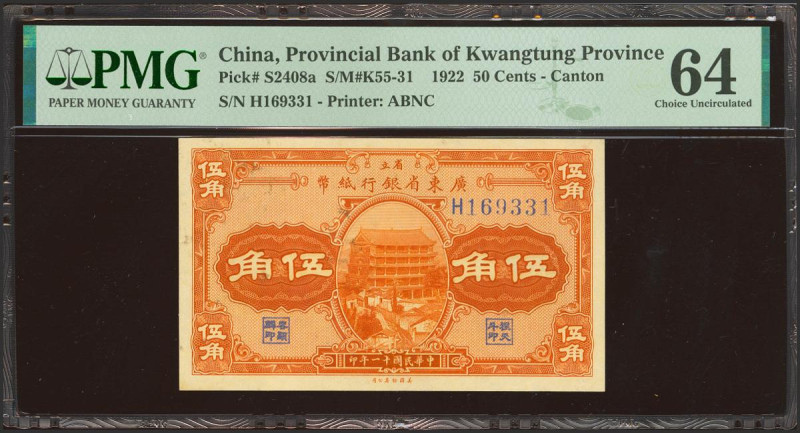 PMG
PAPER MONEY GUARANTY
China, Provincial Bank of Kwangtung Province
Pick# S2408a S/M#K55-31 1922 50 Cents - Canton
S/N H169331 - Printer: ABNC
64
Choice Uncirculated
省立
廣東省銀行紙幣
伍角
伍角
H169331
伍角
伍角
伍角
伍角
中華民國十一年印